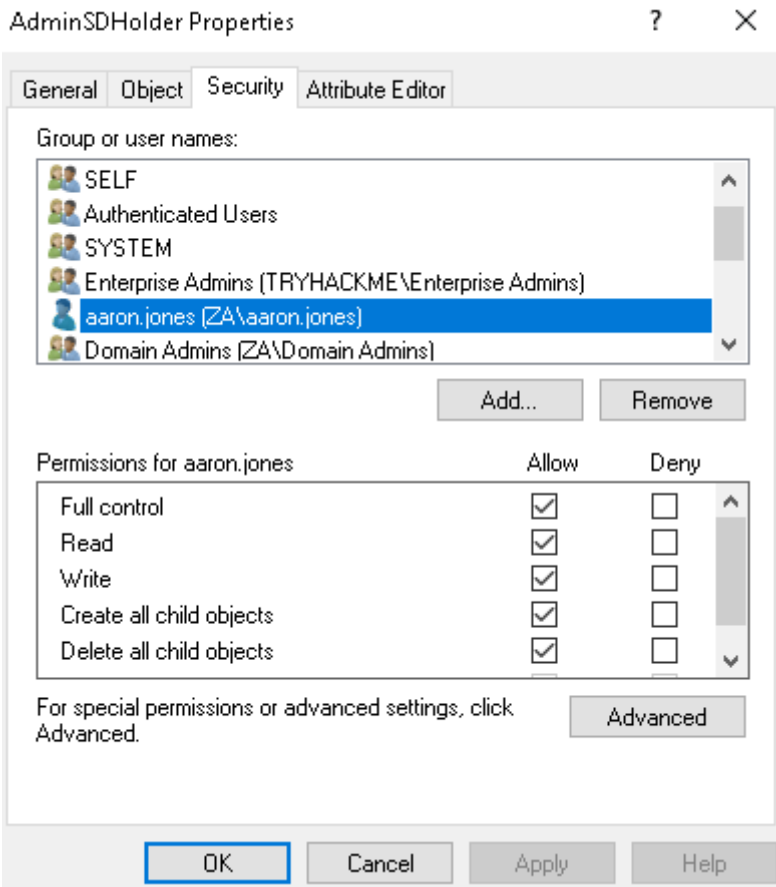 AdminSDHolder Properties ? ×
General Object Security Attribute Editor
Group or user names:
SELF
Authenticated Users
SYSTEM
Enterprise Admins (TRYHACKME\Enterprise Admins)
aaron.jones (ZA\aaron.jones)
Domain Admins (ZA\Domain Admins)
Add... Remove
Permissions for aaron.jones Allow Deny
Full control
Read
Write
Create all child objects
Delete all child objects
For special permissions or advanced settings, click
Advanced.
Advanced
OK Cancel Apply Help